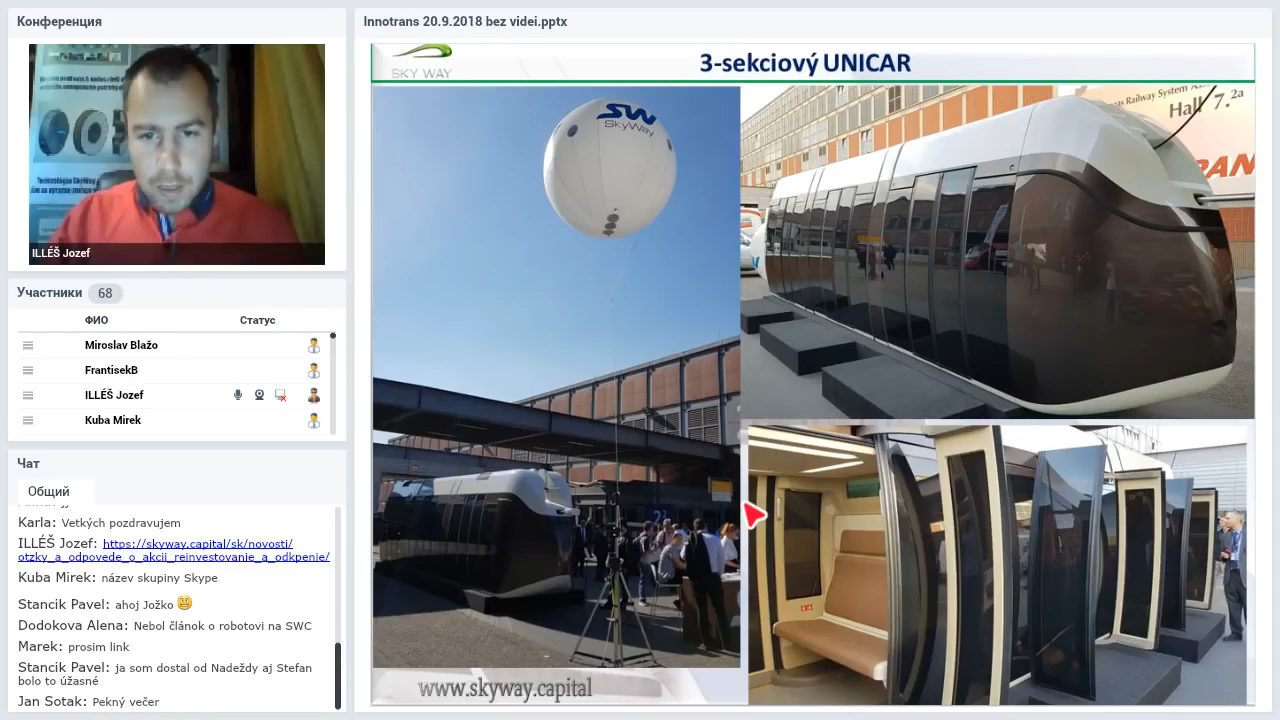 Конференция
ILLÉŠ Jozef
Участники 68
ФИО Статус
Miroslav Blažo
FrantisekB
ILLÉŠ Jozef
Kuba Mirek
Чат
Общий
Karla: Vetkých pozdravujem
ILLÉŠ Jozef: https://skyway.capital/sk/novosti/
otzky_a_odpovede_o_akcii_reinvestovanie_a_odkpenie/
Kuba Mirek: název skupiny Skype
Stancik Pavel: ahoj Jožko
Dodokova Alena: Nebol článok o robotovi na SWC
Marek: prosim link
Stancik Pavel: ja som dostal od Nadeždy aj Stefan
bolo to úžasné
Jan Sotak: Pekný večer
Innotrans 20.9.2018 bez videi.pptx
SKY WAY
3-sekciový UNICAR
SW
SkyWay
Railway System
Hall 7.2a
www.skyway.capital